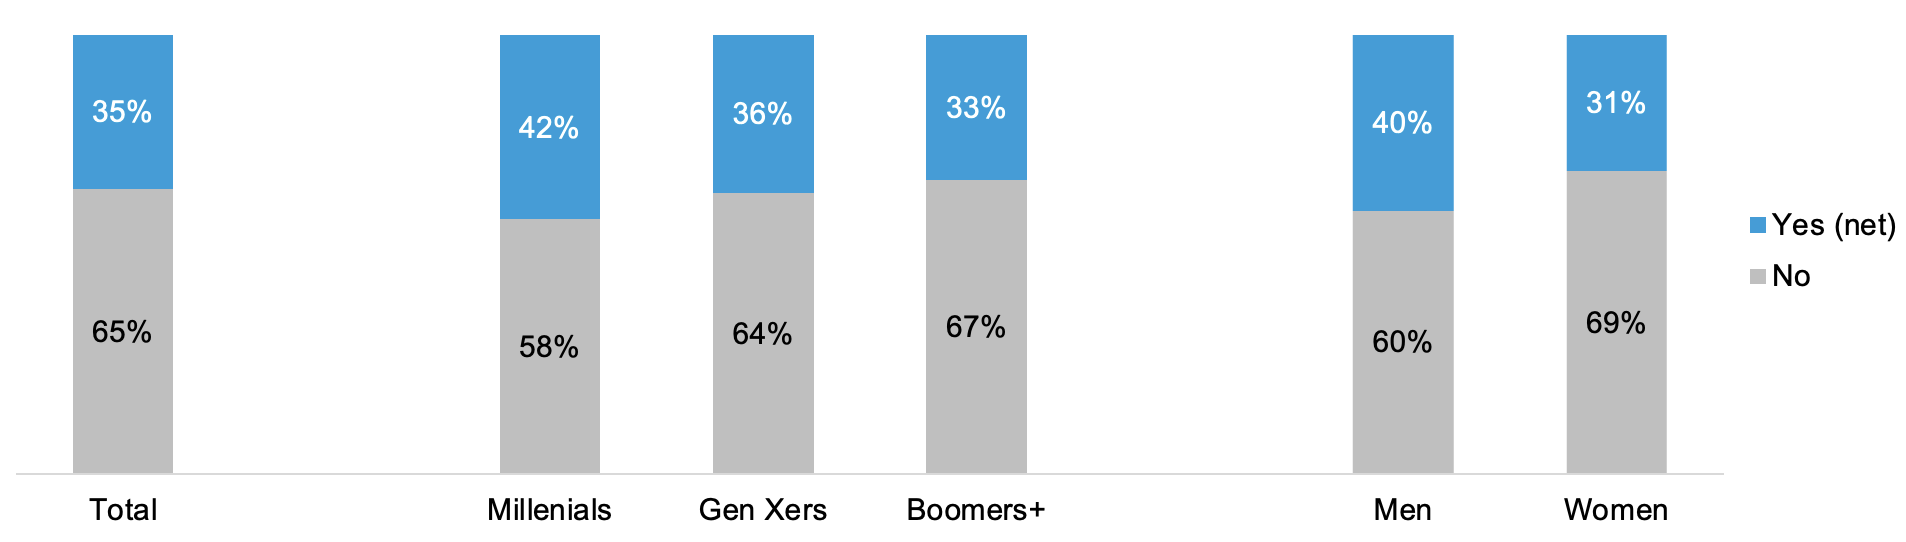 35%
42%
36%
33%
40%
31%
65%
58%
64%
67%
60%
69%
Yes (net)
No
Total
Millenials
Gen Xers
Boomers+
Men
Women